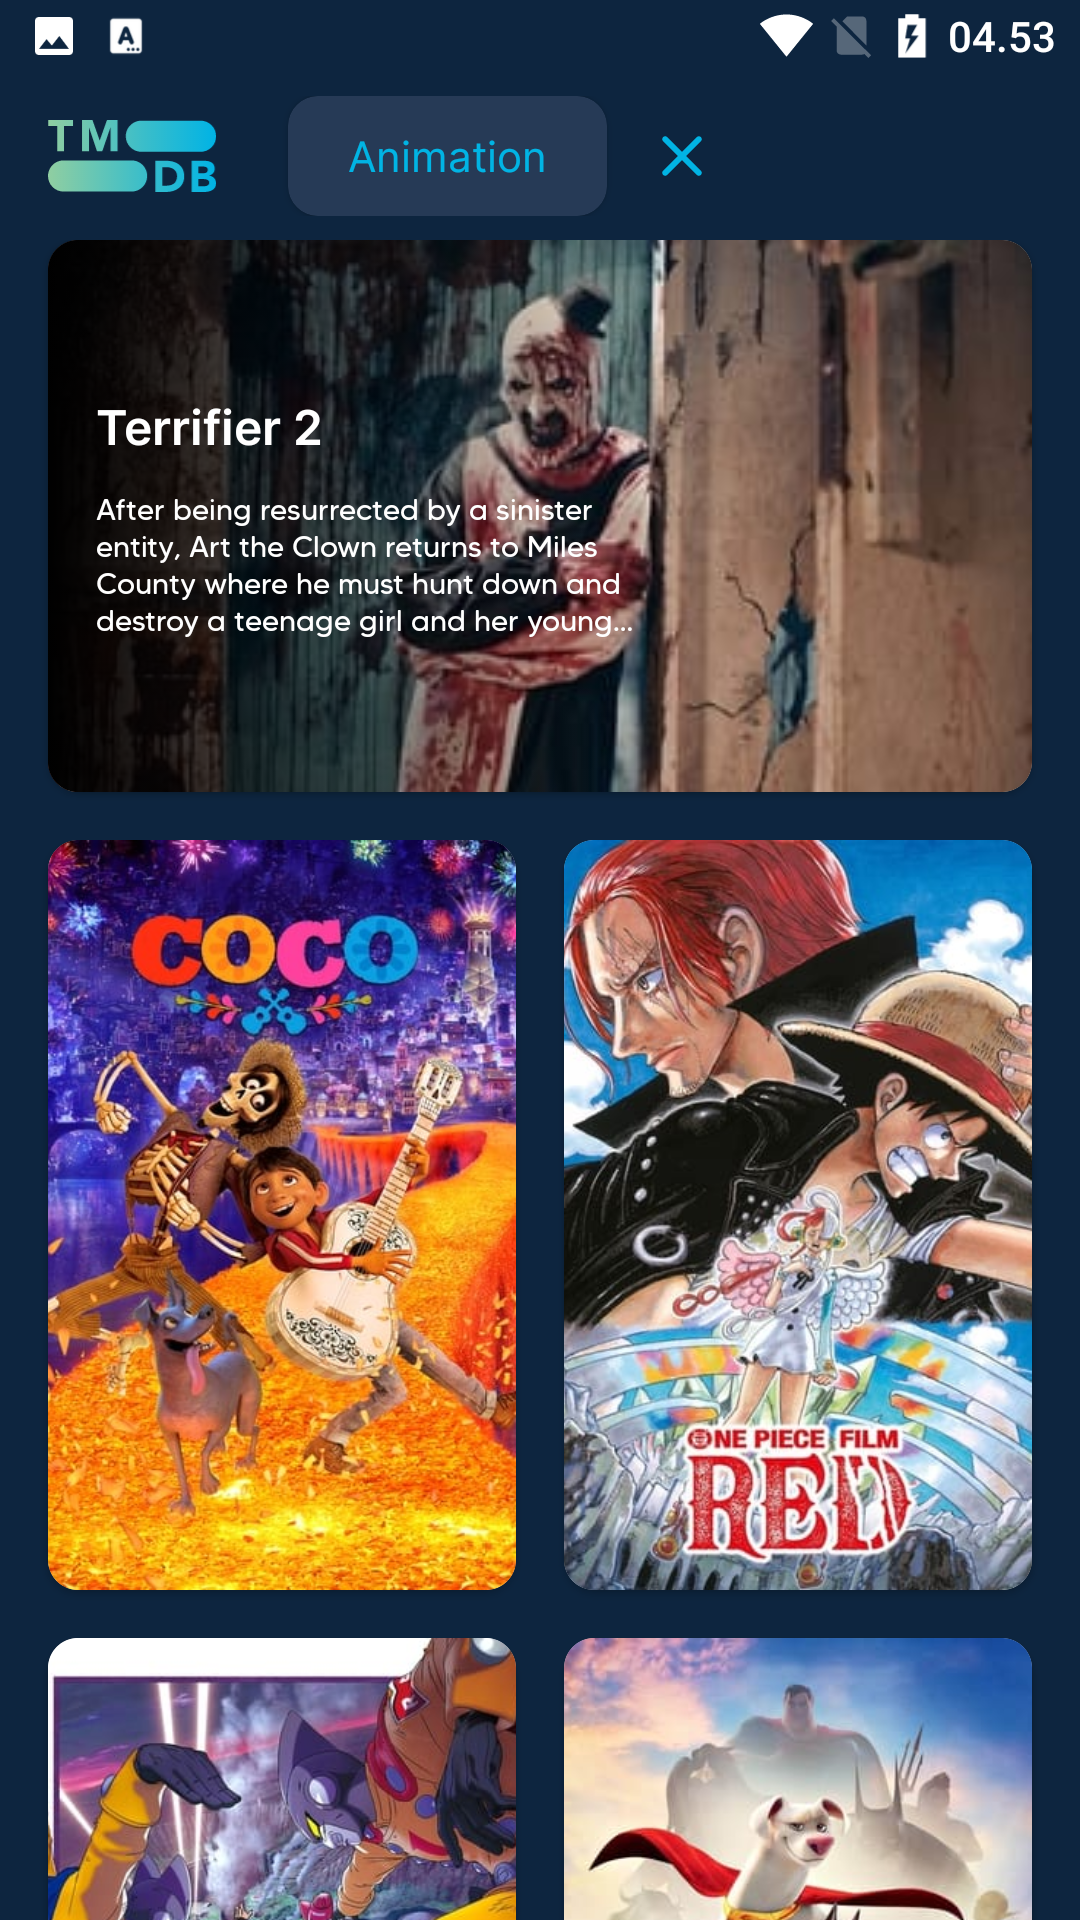 A
04.53
TM
DB
Animation
Terrifier 2
After being resurrected by a sinister
entity, Art the Clown returns to Miles
County where he must hunt down and
destroy a teenage girl and her young...
COCO
ONE PIECE FILM
RED